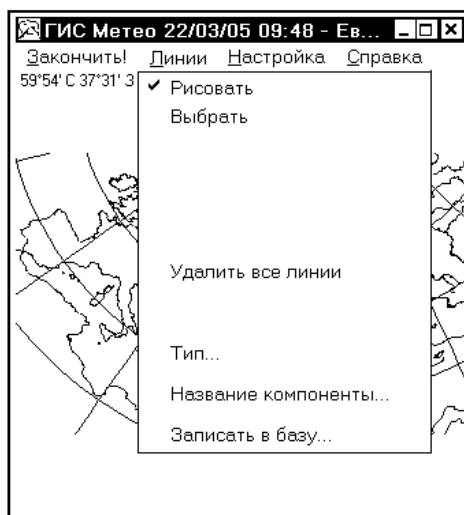 ГИС Метео 22/03/05 09:48 - Ев...
Закончить! Линии Настройка Справка
59°54' С 37°31' З
Рисовать
Выбрать
Удалить все линии
Тип...
Название компоненты...
Записать в базу...